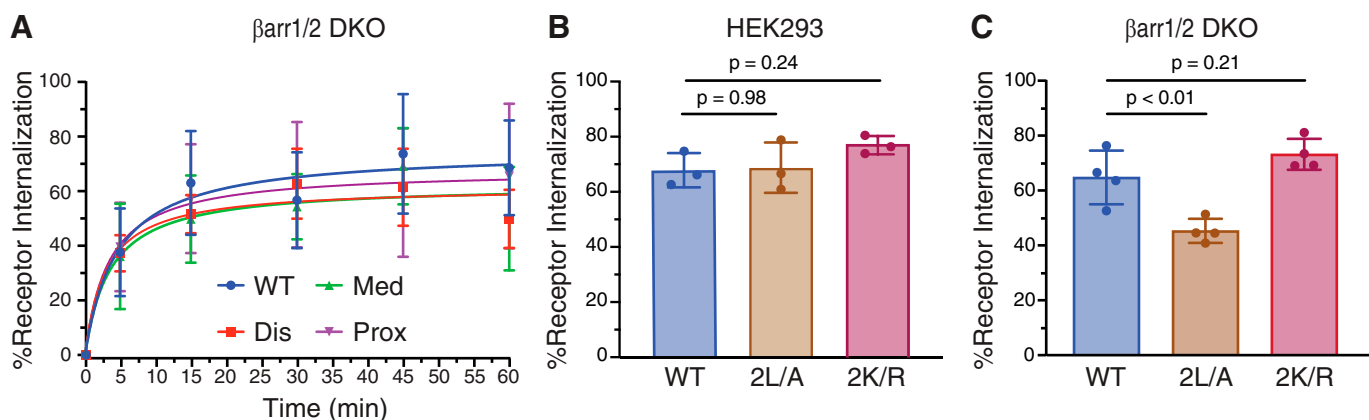 A
βarr1/2 DKO
%Receptor Internalization
100
80
60
40
20
0
0 5 10 15 20 25 30 35 40 45 50 55 60
Time (min)
WT Med
Dis Prox
B
HEK293
%Receptor Internalization
100
80
60
40
20
0
p = 0.24
p = 0.98
WT 2L/A 2K/R
C
βarr1/2 DKO
%Receptor Internalization
100
80
60
40
20
0
p = 0.21
p < 0.01
WT 2L/A 2K/R